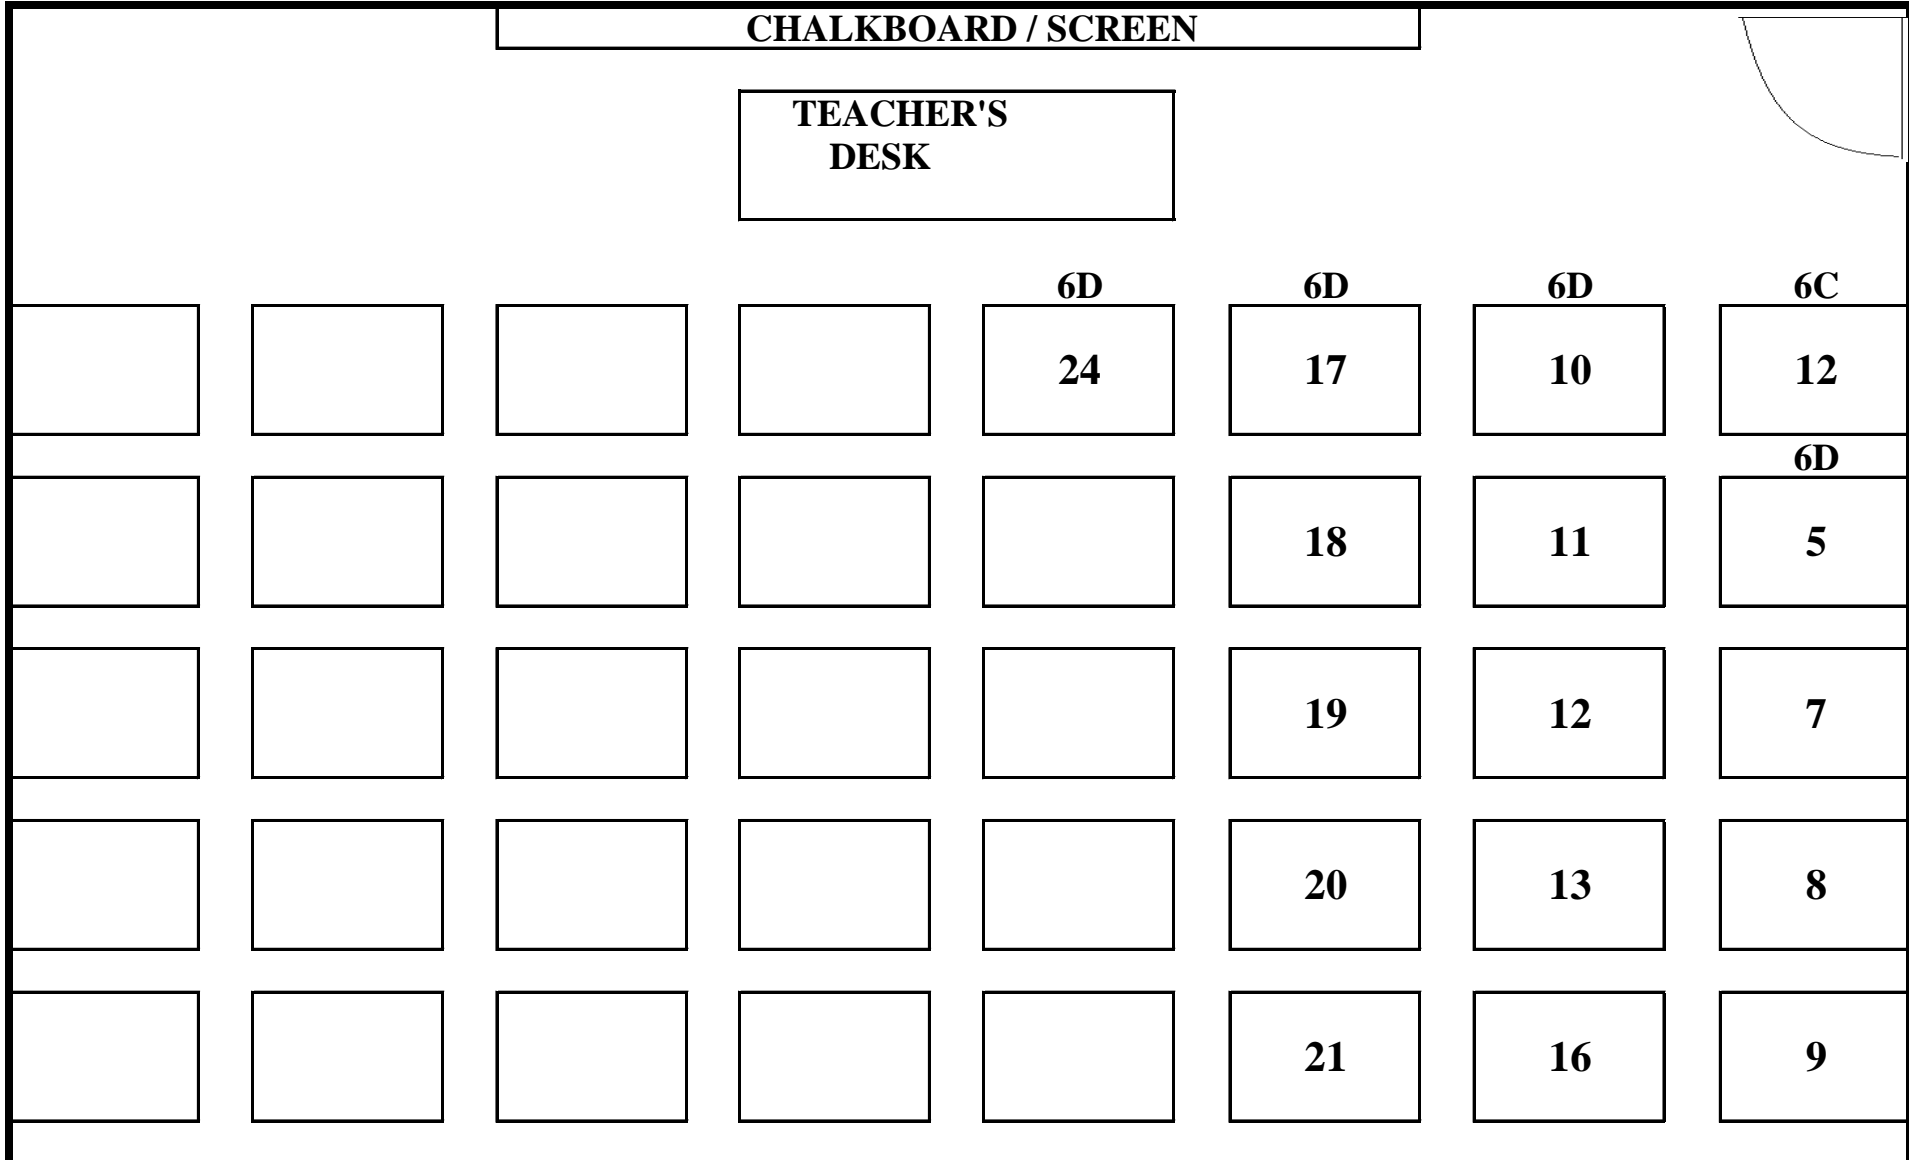 CHALKBOARD / SCREEN
TEACHER'S
DESK
6D 6D 6D 6C
24 17 10 12
6D
18 11 5
19 12 7
20 13 8
21 16 9